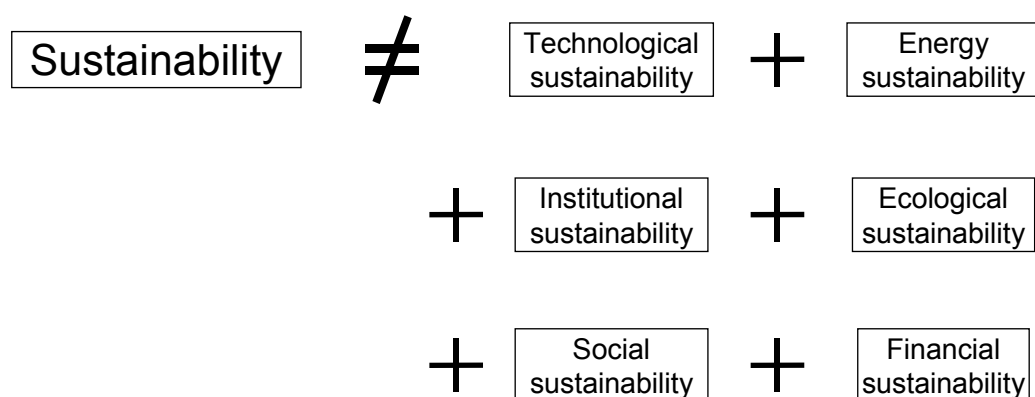 Sustainability ≠ Technological sustainability + Energy sustainability
+ Institutional sustainability + Ecological sustainability
+ Social sustainability + Financial sustainability